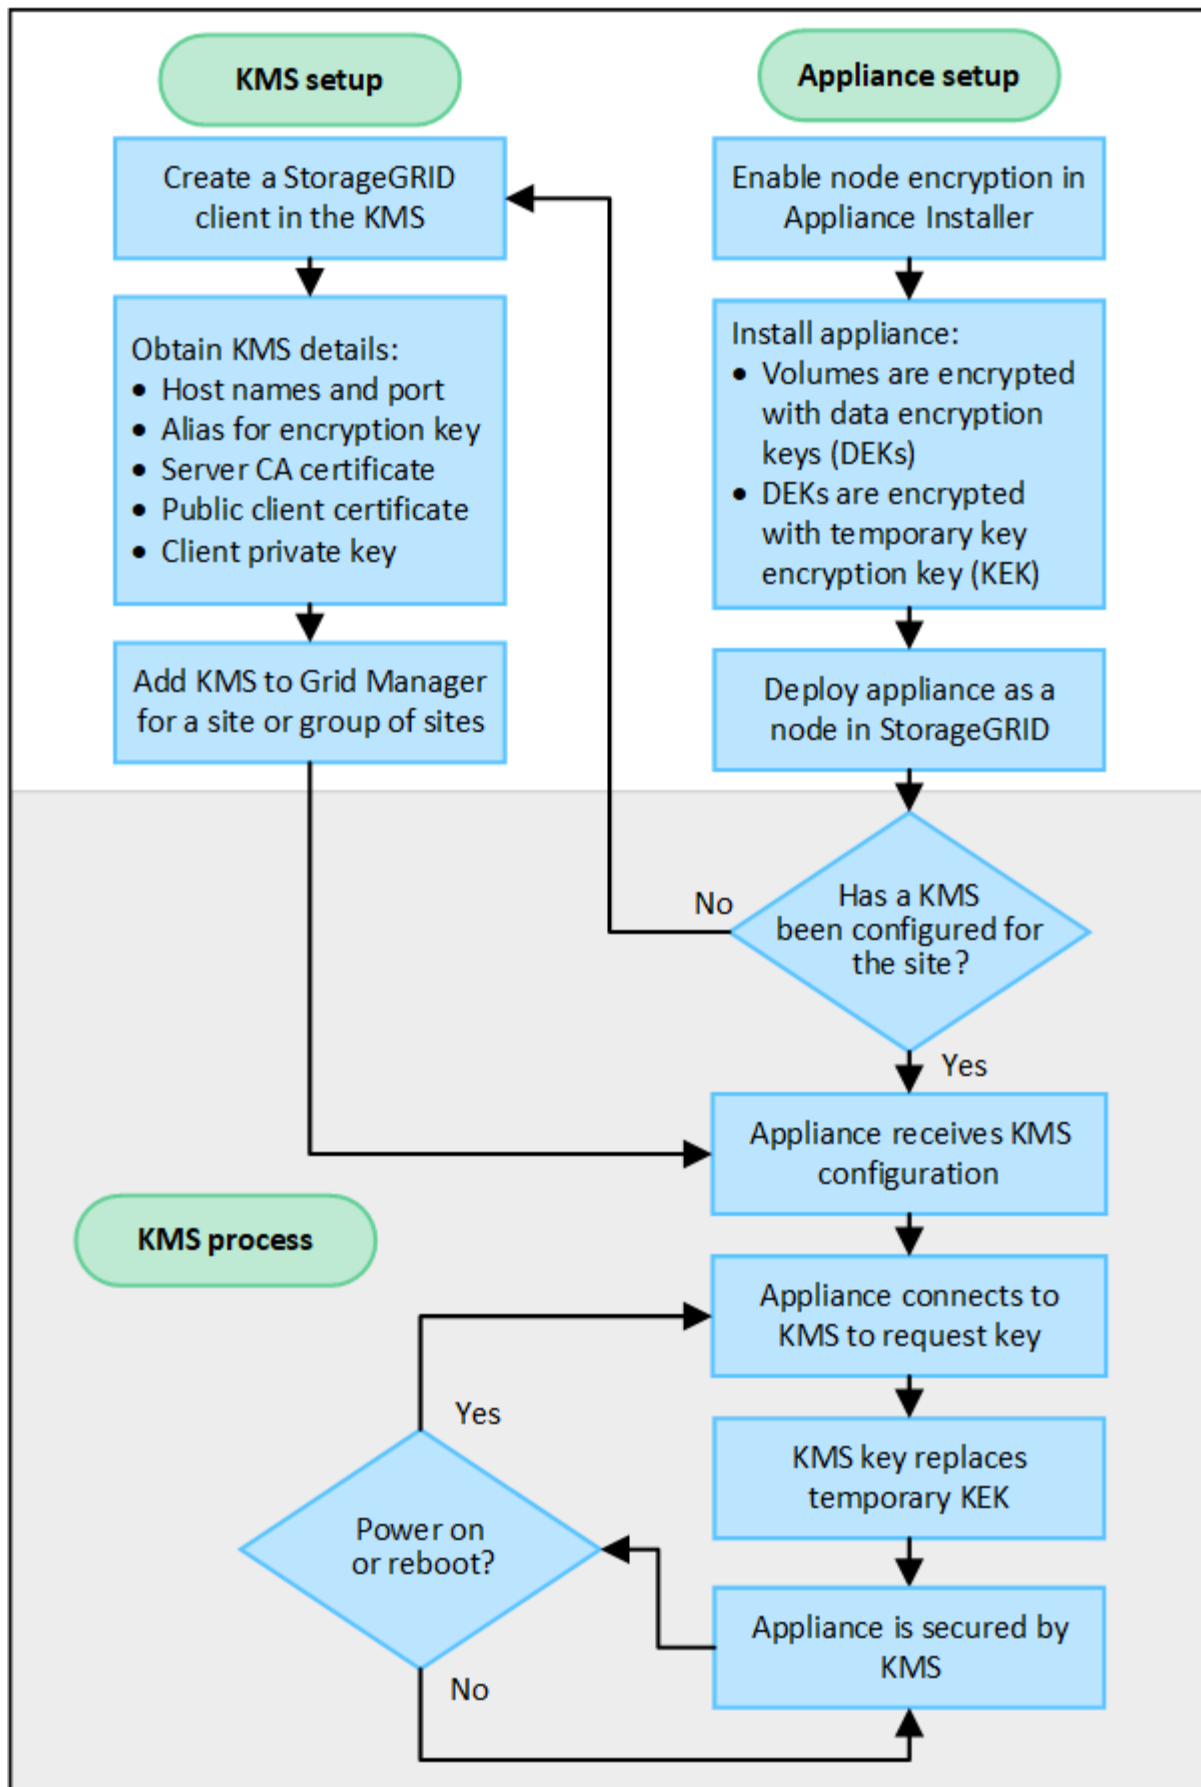 KMS setup
Create a StorageGRID
client in the KMS
Obtain KMS details:
• Host names and port
• Alias for encryption key
• Server CA certificate
• Public client certificate
• Client private key
Add KMS to Grid Manager
for a site or group of sites
Appliance setup
Enable node encryption in
Appliance Installer
Install appliance:
• Volumes are encrypted
with data encryption
keys (DEKs)
• DEKs are encrypted
with temporary key
encryption key (KEK)
Deploy appliance as a
node in StorageGRID
Has a KMS
been configured for
the site?
No
Yes
KMS process
Appliance receives KMS
configuration
Appliance connects to
KMS to request key
KMS key replaces
temporary KEK
Appliance is secured by
KMS
Power on
or reboot?
Yes
No